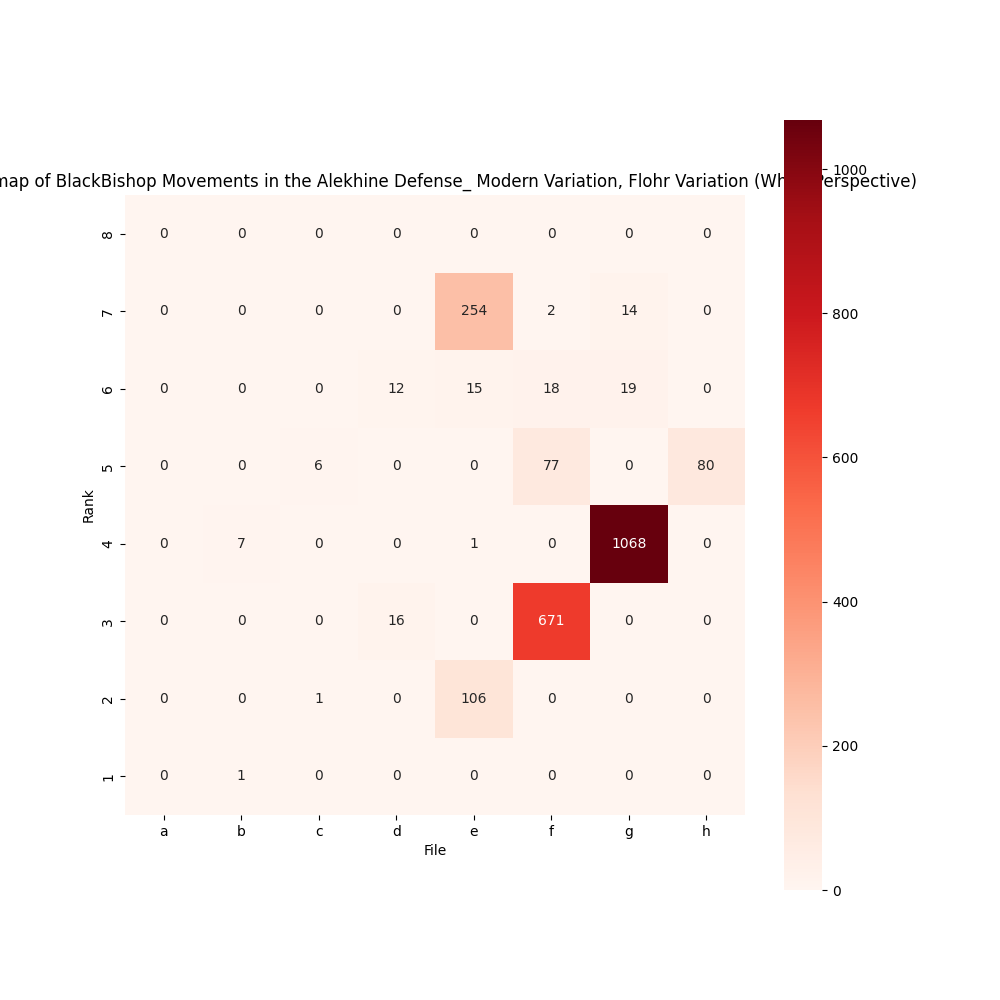 map of BlackBishop Movements in the Alekhine Defense_ Modern Variation, Flohr Variation (Wh Perspective)
8 0 0 0 0 0 0 0 0
7 0 0 0 0 254 2 14 0
6 0 0 0 12 15 18 19 0
5 0 0 6 0 0 77 0 80
4 0 7 0 0 1 0 1068 0
3 0 0 0 16 0 671 0 0
2 0 0 1 0 106 0 0 0
1 0 1 0 0 0 0 0 0
a b c d e f g h
File
Rank
1000
800
600
400
200
0